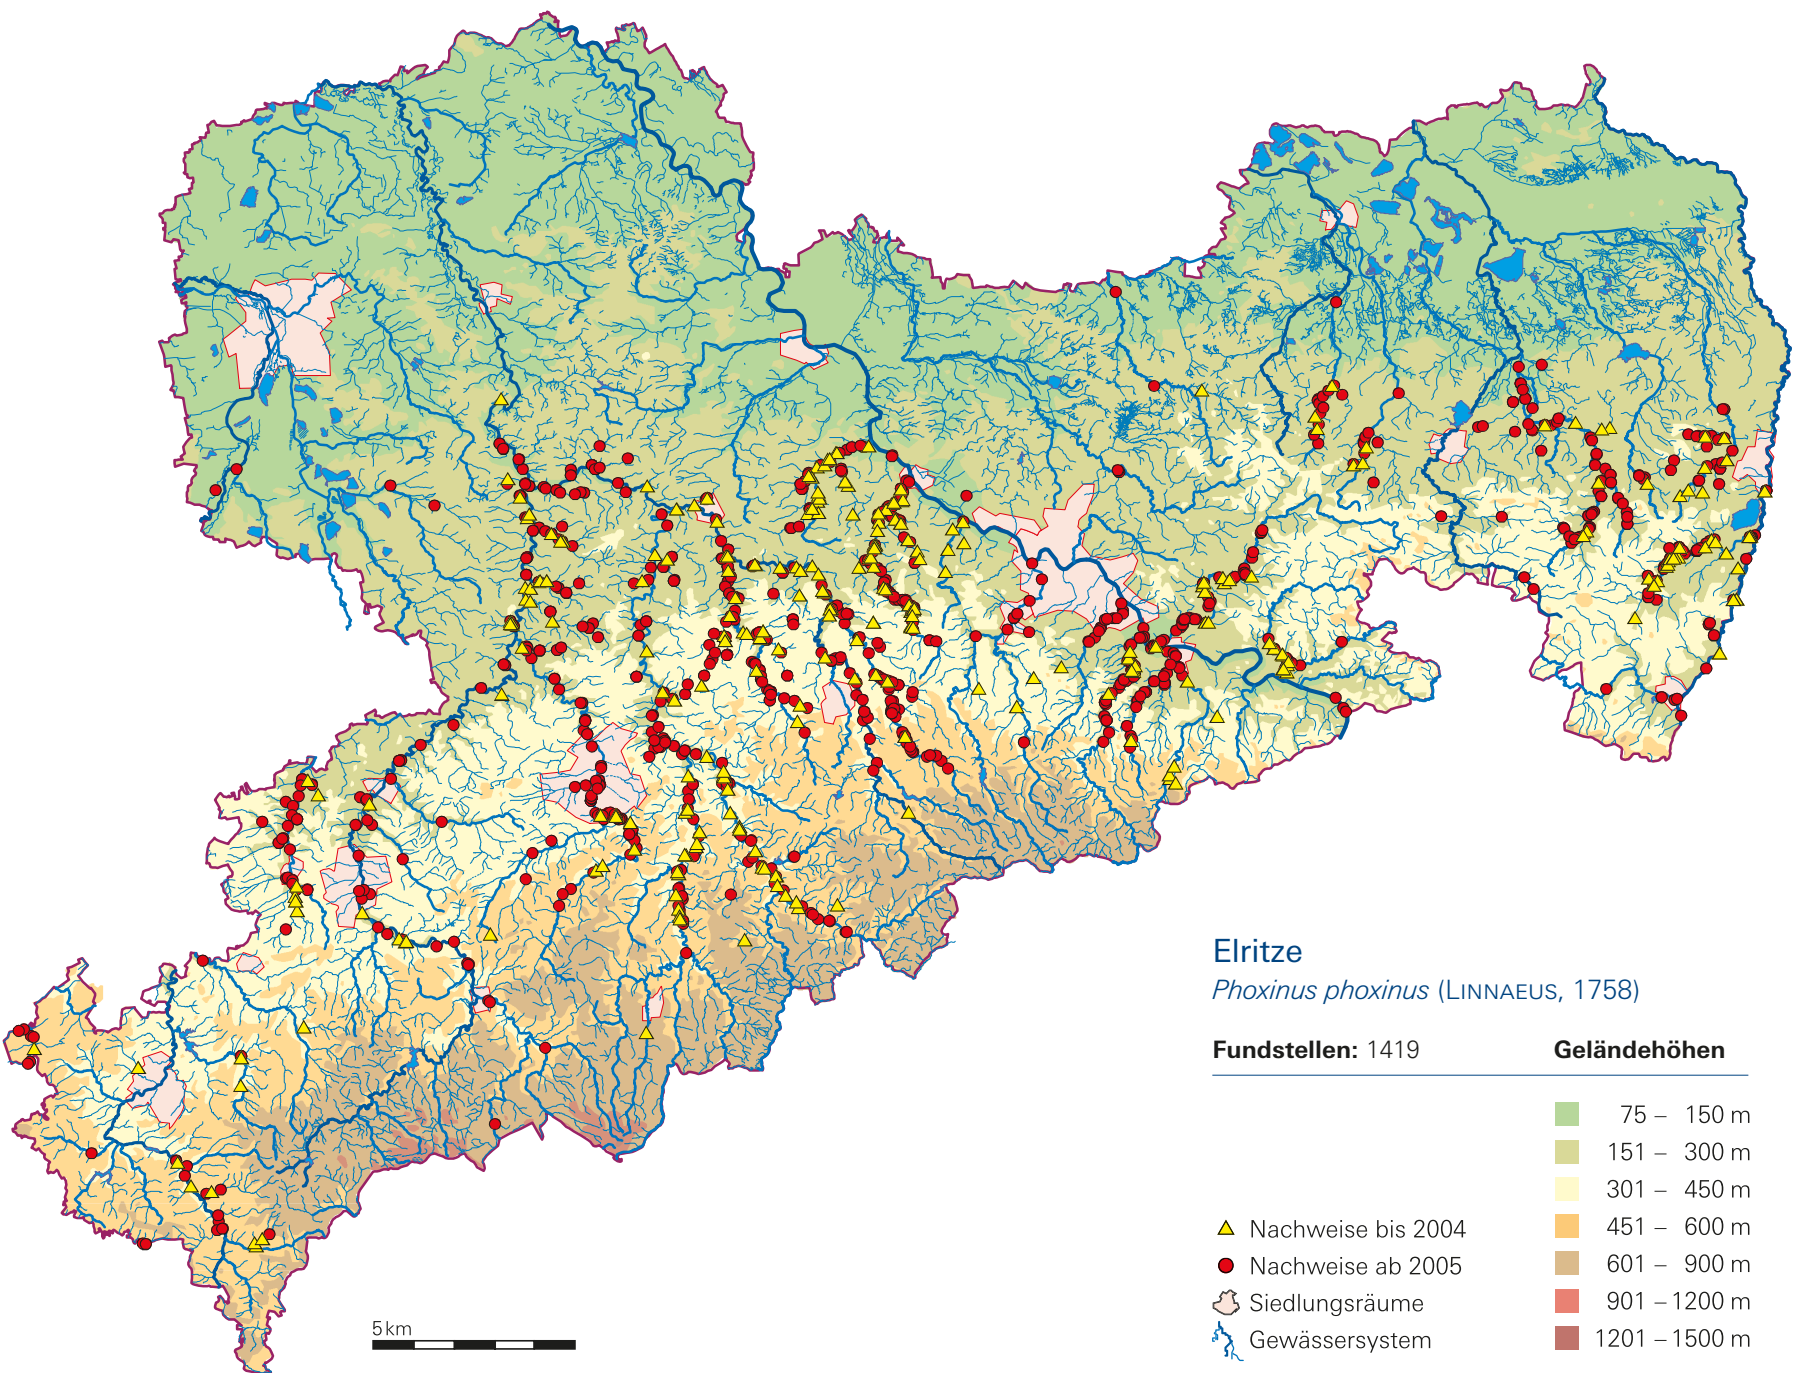 Elritze
Phoxinus phoxinus (LINNAEUS, 1758)
Fundstellen: 1419
Geländehöhen
75 – 150 m
151 – 300 m
301 – 450 m
451 – 600 m
601 – 900 m
901 – 1200 m
1201 – 1500 m
Nachweise bis 2004
Nachweise ab 2005
Siedlungsräume
Gewässersystem
5 km